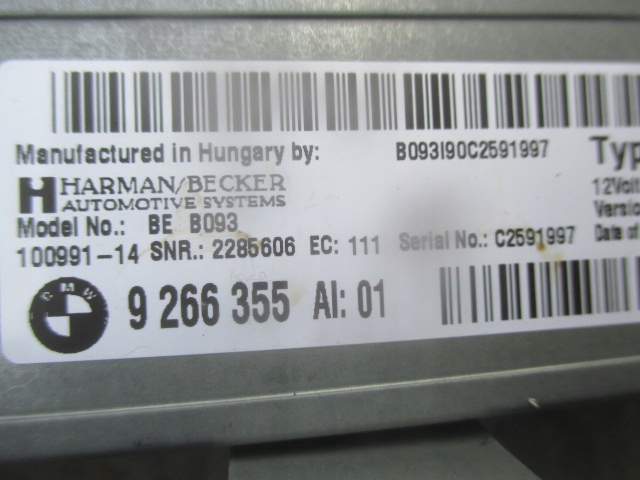 Manufactured in Hungary by: B093I90C2591997 Typ
HARMAN/BECKER 12Volt
AUTOMOTIVE SYSTEMS
Model No.: BE B093 Versio
100991-14 SNR.: 2285606 EC: 111 Serial No.: C2591997 Date of
BMW 9 266 355 AI: 01